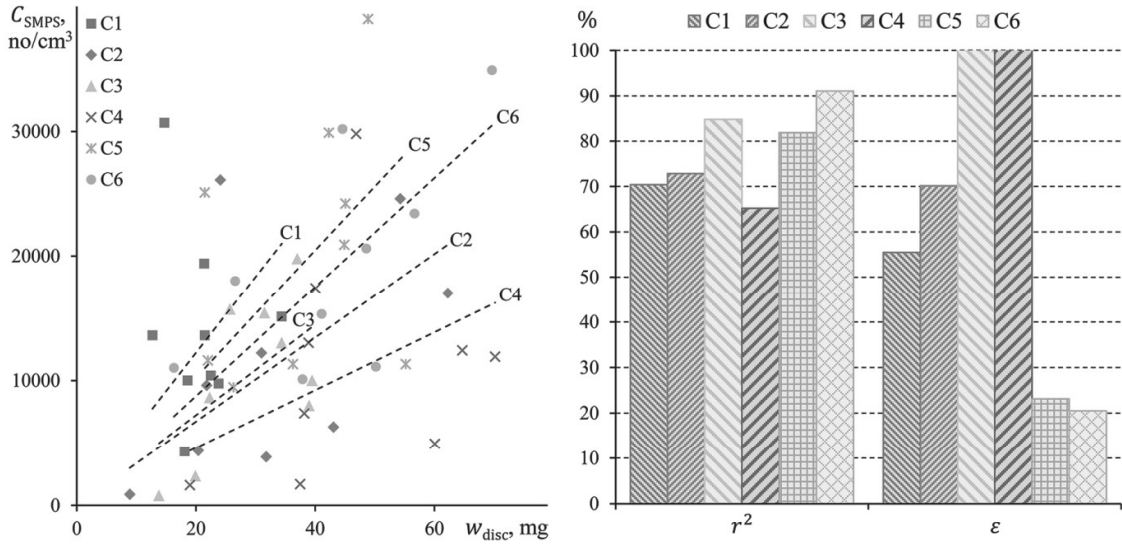 C_SMPS,
no/cm³
C1
C2
C3
C4
C5
C6
30000
20000
10000
0
0 20 40 60
w_disc, mg
C1
C5
C6
C2
C3
C4
% C1 C2 C3 C4 C5 C6
100
90
80
70
60
50
40
30
20
10
0
r² ε